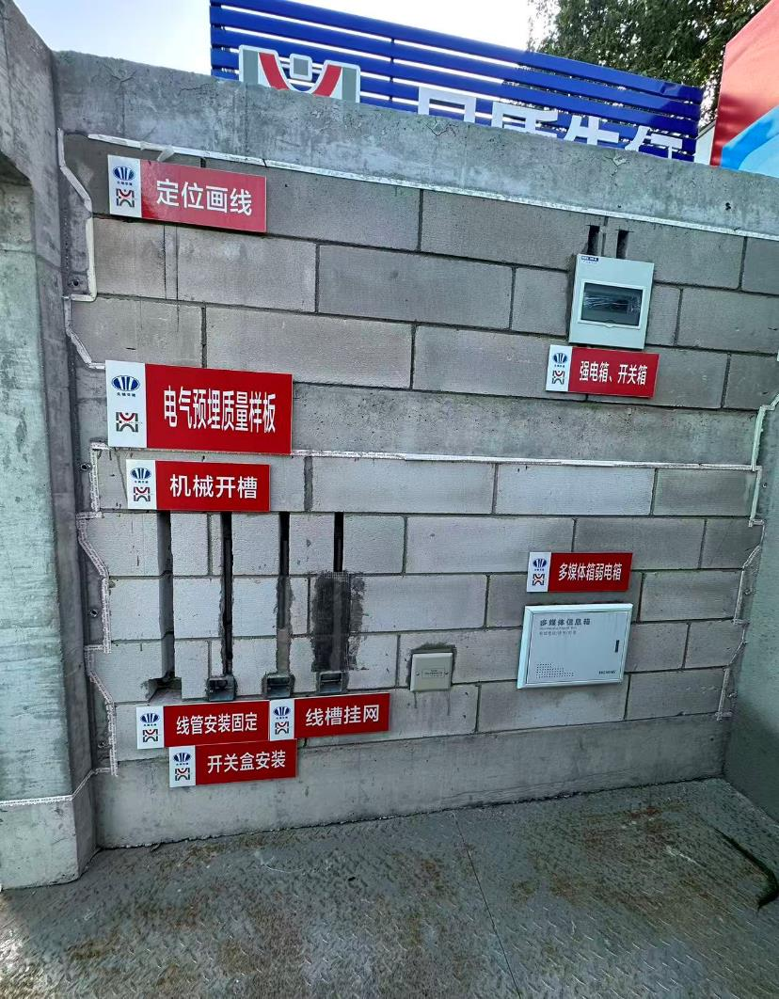 定位画线
强电箱、开关箱
电气预埋质量样板
机械开槽
多媒体箱弱电箱
多媒体信息箱
线管安装固定
线槽挂网
开关盒安装